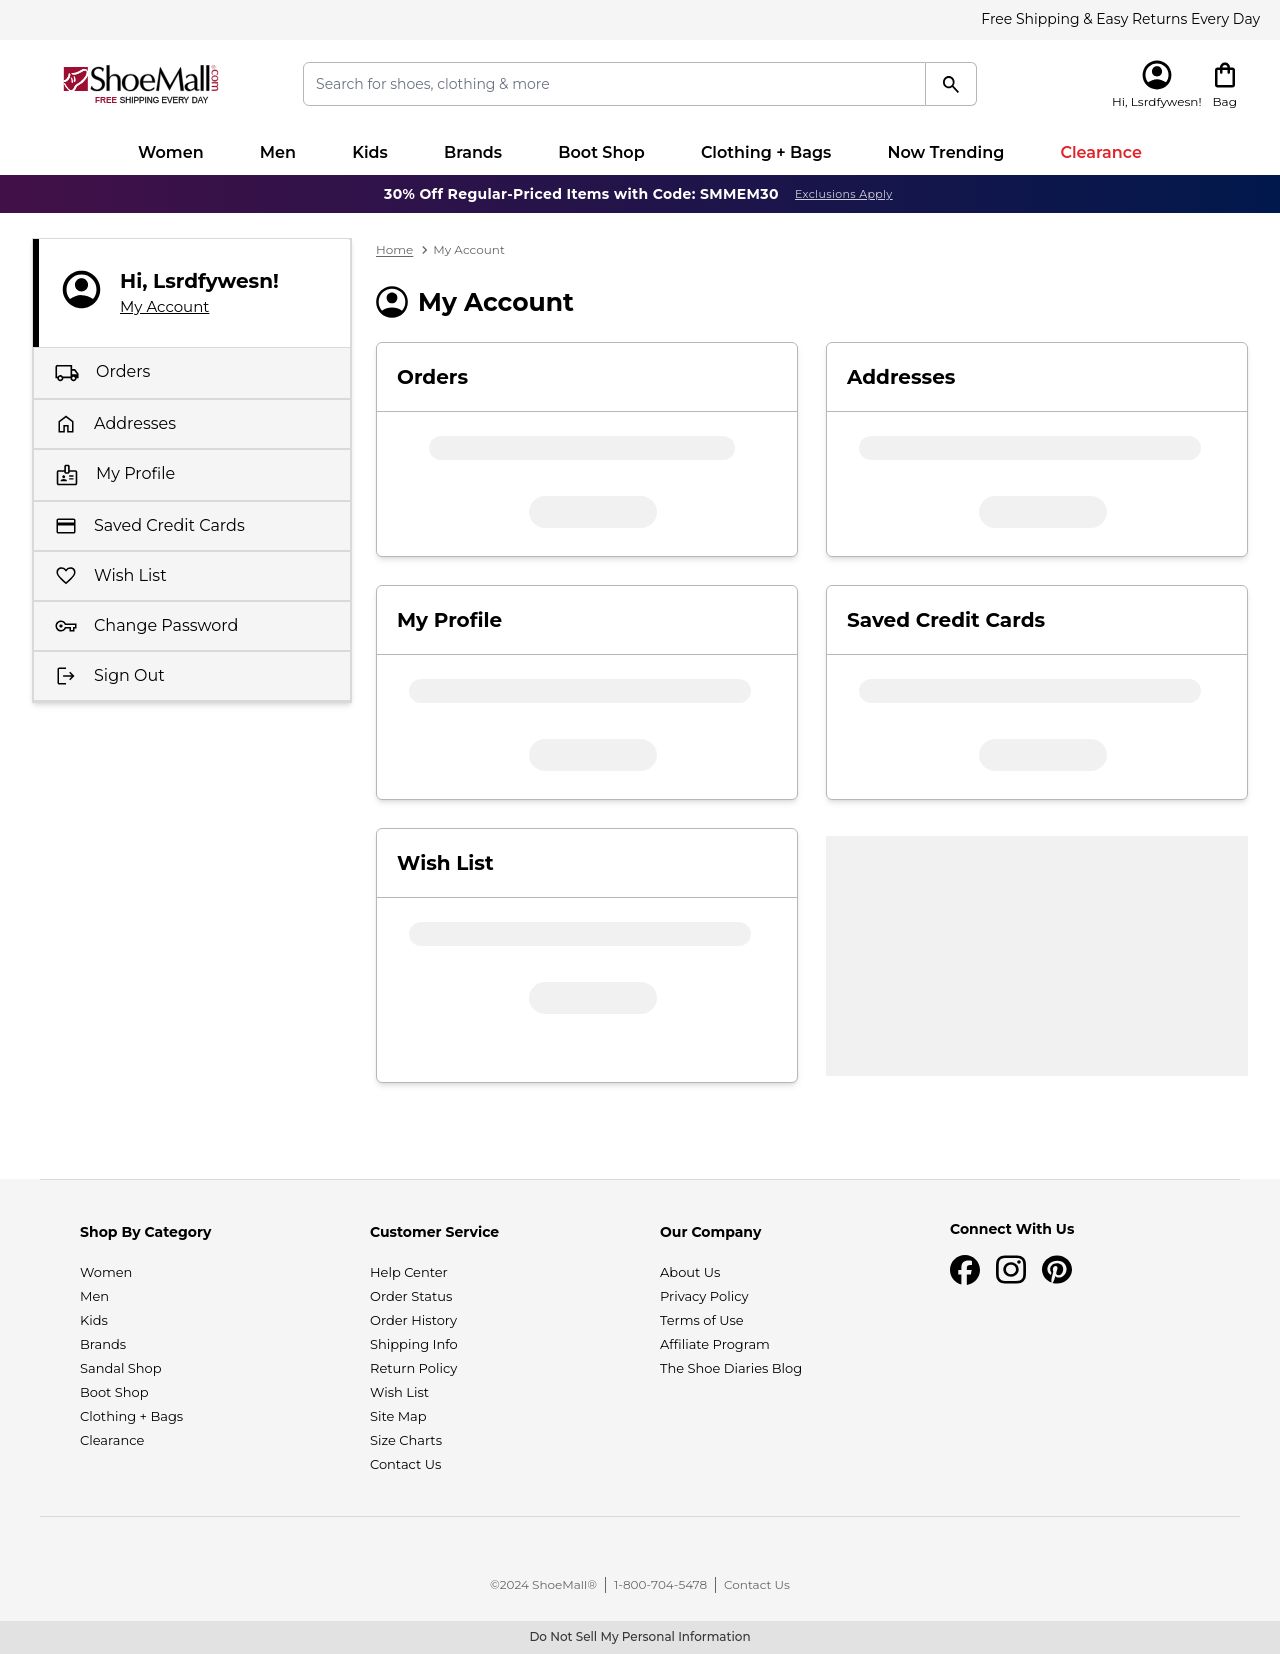 Free Shipping & Easy Returns Every Day
ShoeMall.com
FREE SHIPPING EVERY DAY
Search for shoes, clothing & more
Hi, Lsrdfywesn!
Bag
Women
Men
Kids
Brands
Boot Shop
Clothing + Bags
Now Trending
Clearance
30% Off Regular-Priced Items with Code: SMMEM30 Exclusions Apply
Hi, Lsrdfywesn!
My Account
Orders
Addresses
My Profile
Saved Credit Cards
Wish List
Change Password
Sign Out
Home > My Account
My Account
Orders
Addresses
My Profile
Saved Credit Cards
Wish List
Shop By Category
Women
Men
Kids
Brands
Sandal Shop
Boot Shop
Clothing + Bags
Clearance
Customer Service
Help Center
Order Status
Order History
Shipping Info
Return Policy
Wish List
Site Map
Size Charts
Contact Us
Our Company
About Us
Privacy Policy
Terms of Use
Affiliate Program
The Shoe Diaries Blog
Connect With Us
©2024 ShoeMall® | 1-800-704-5478 | Contact Us
Do Not Sell My Personal Information